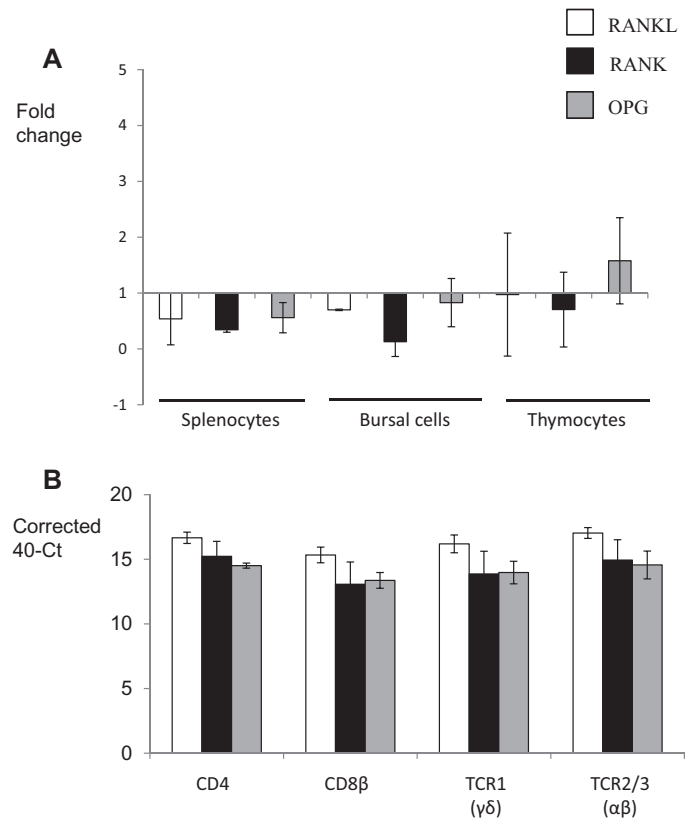 RANKL
RANK
OPG
A
Fold
change
5
4
3
2
1
0
-1
Splenocytes Bursal cells Thymocytes
B
Corrected
40-Ct
20
15
10
5
0
CD4 CD8β TCR1 TCR2/3
(γδ) (αβ)